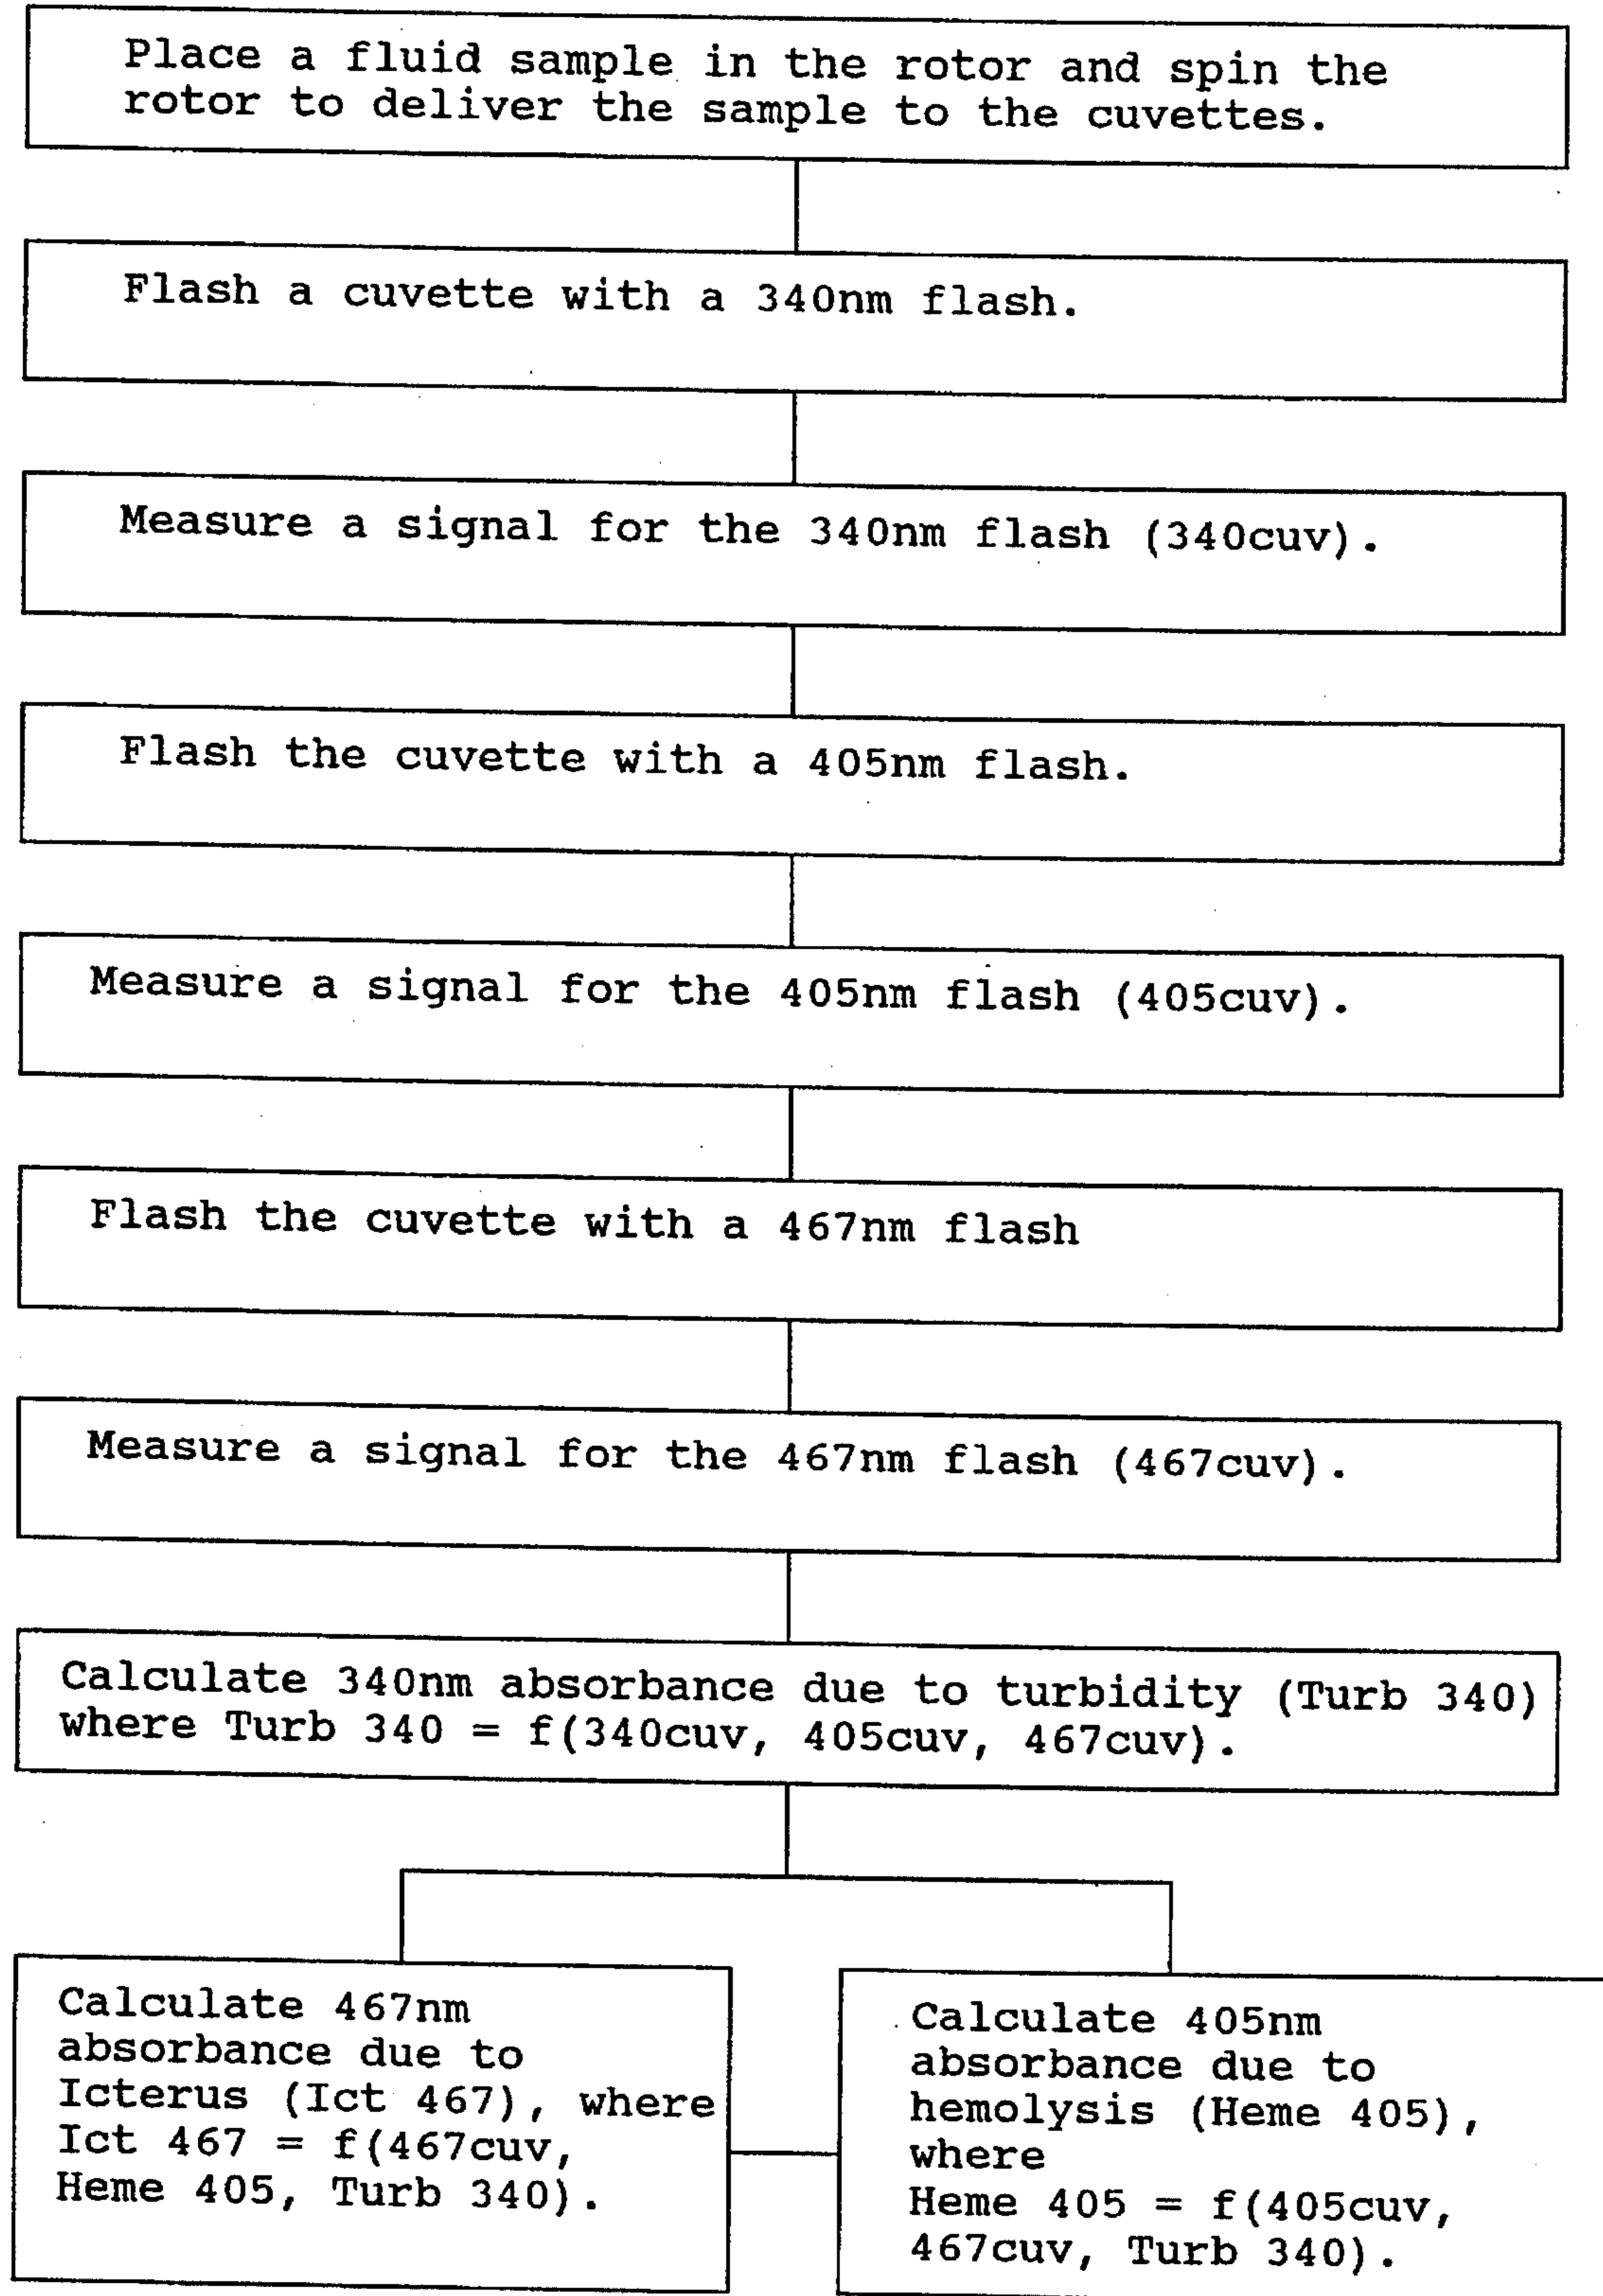 Place a fluid sample in the rotor and spin the
rotor to deliver the sample to the cuvettes.
Flash a cuvette with a 340nm flash.
Measure a signal for the 340nm flash (340cuv).
Flash the cuvette with a 405nm flash.
Measure a signal for the 405nm flash (405cuv).
Flash the cuvette with a 467nm flash
Measure a signal for the 467nm flash (467cuv).
Calculate 340nm absorbance due to turbidity (Turb 340)
where Turb 340 = f(340cuv, 405cuv, 467cuv).
Calculate 467nm
absorbance due to
Icterus (Ict 467), where
Ict 467 = f(467cuv,
Heme 405, Turb 340).
Calculate 405nm
absorbance due to
hemolysis (Heme 405),
where
Heme 405 = f(405cuv,
467cuv, Turb 340).